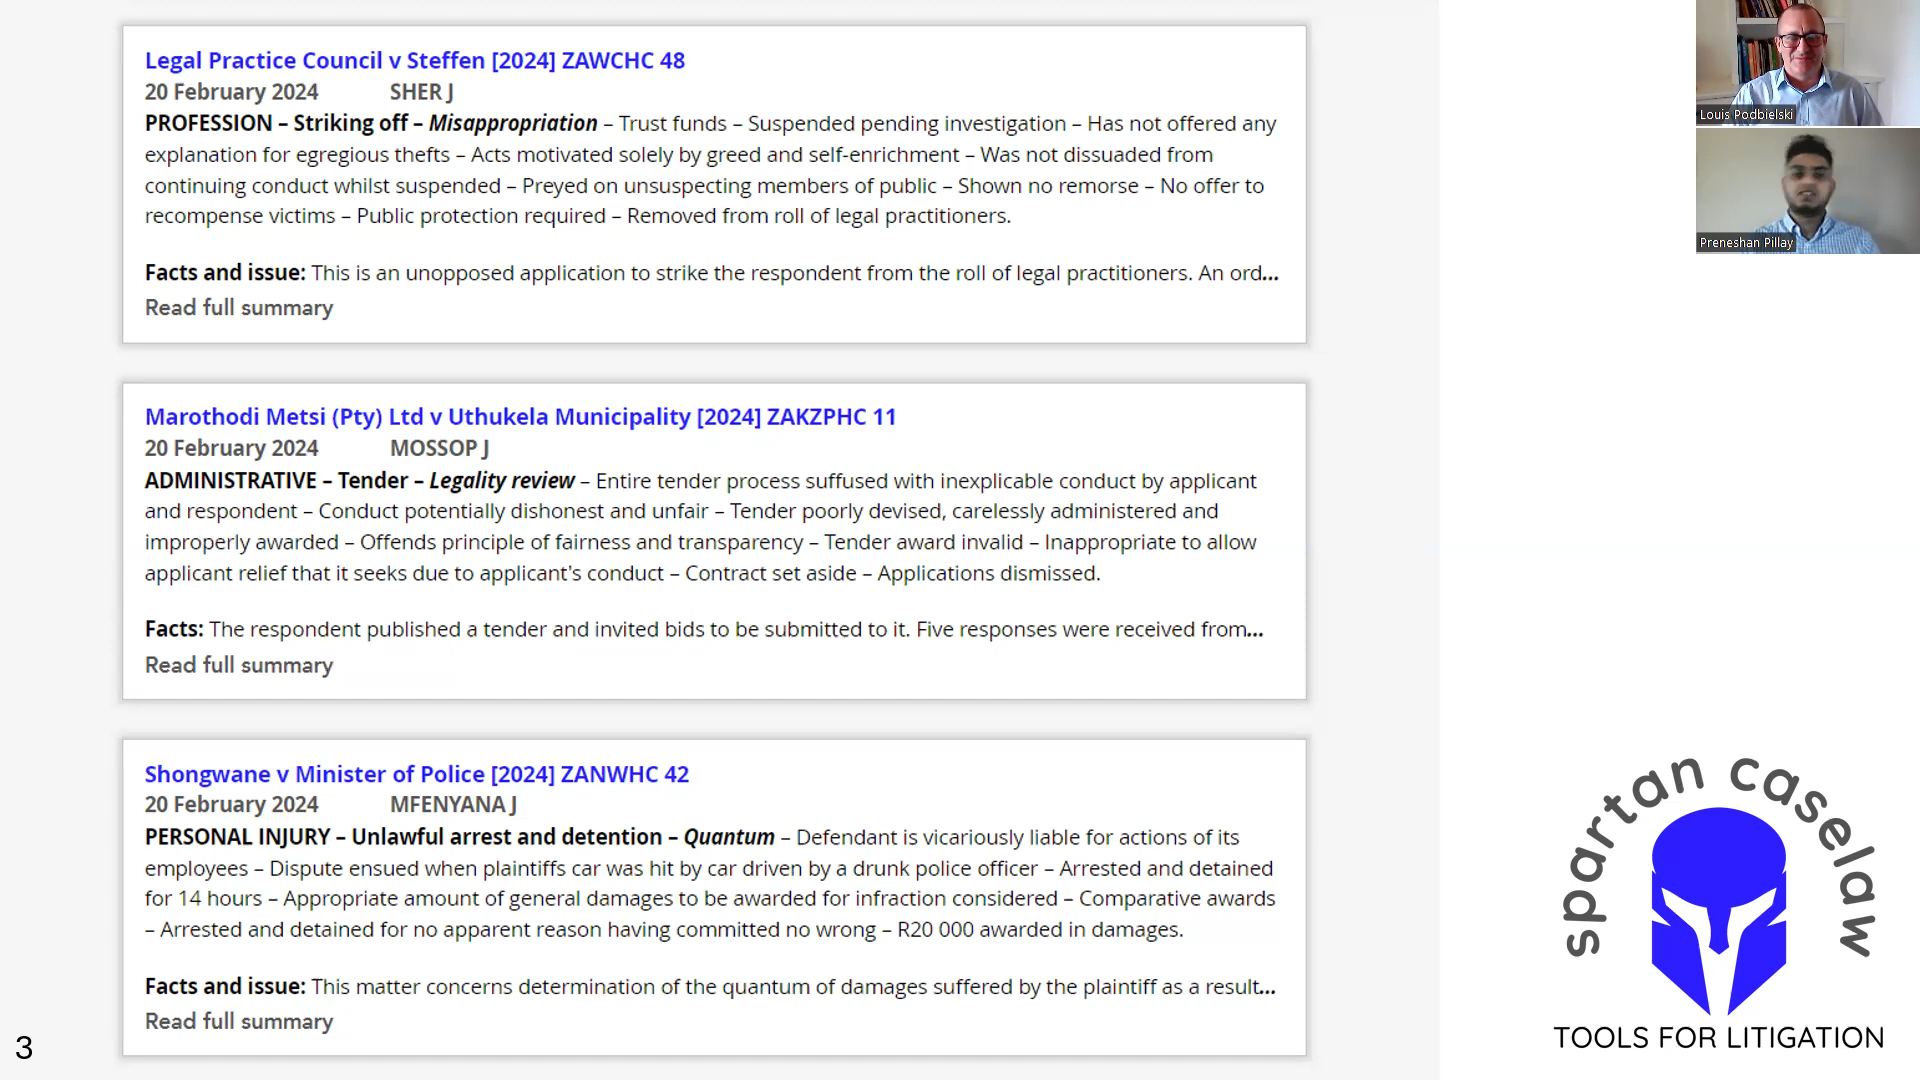 Legal Practice Council v Steffen [2024] ZAWCHC 48
20 February 2024 SHER J
PROFESSION – Striking off – Misappropriation – Trust funds – Suspended pending investigation – Has not offered any
explanation for egregious thefts – Acts motivated solely by greed and self-enrichment – Was not dissuaded from
continuing conduct whilst suspended – Preyed on unsuspecting members of public – Shown no remorse – No offer to
recompense victims – Public protection required – Removed from roll of legal practitioners.
Facts and issue: This is an unopposed application to strike the respondent from the roll of legal practitioners. An ord...
Read full summary
Marothodi Metsi (Pty) Ltd v Uthukela Municipality [2024] ZAKZPHC 11
20 February 2024 MOSSOP J
ADMINISTRATIVE – Tender – Legality review – Entire tender process suffused with inexplicable conduct by applicant
and respondent – Conduct potentially dishonest and unfair – Tender poorly devised, carelessly administered and
improperly awarded – Offends principle of fairness and transparency – Tender award invalid – Inappropriate to allow
applicant relief that it seeks due to applicant's conduct – Contract set aside – Applications dismissed.
Facts: The respondent published a tender and invited bids to be submitted to it. Five responses were received from...
Read full summary
Shongwane v Minister of Police [2024] ZANWHC 42
20 February 2024 MFENYANA J
PERSONAL INJURY – Unlawful arrest and detention – Quantum – Defendant is vicariously liable for actions of its
employees – Dispute ensued when plaintiffs car was hit by car driven by a drunk police officer – Arrested and detained
for 14 hours – Appropriate amount of general damages to be awarded for infraction considered – Comparative awards
– Arrested and detained for no apparent reason having committed no wrong – R20 000 awarded in damages.
Facts and issue: This matter concerns determination of the quantum of damages suffered by the plaintiff as a result...
Read full summary
3
Louis Podbielski
Preneshan Pillay
spartan caselaw
TOOLS FOR LITIGATION